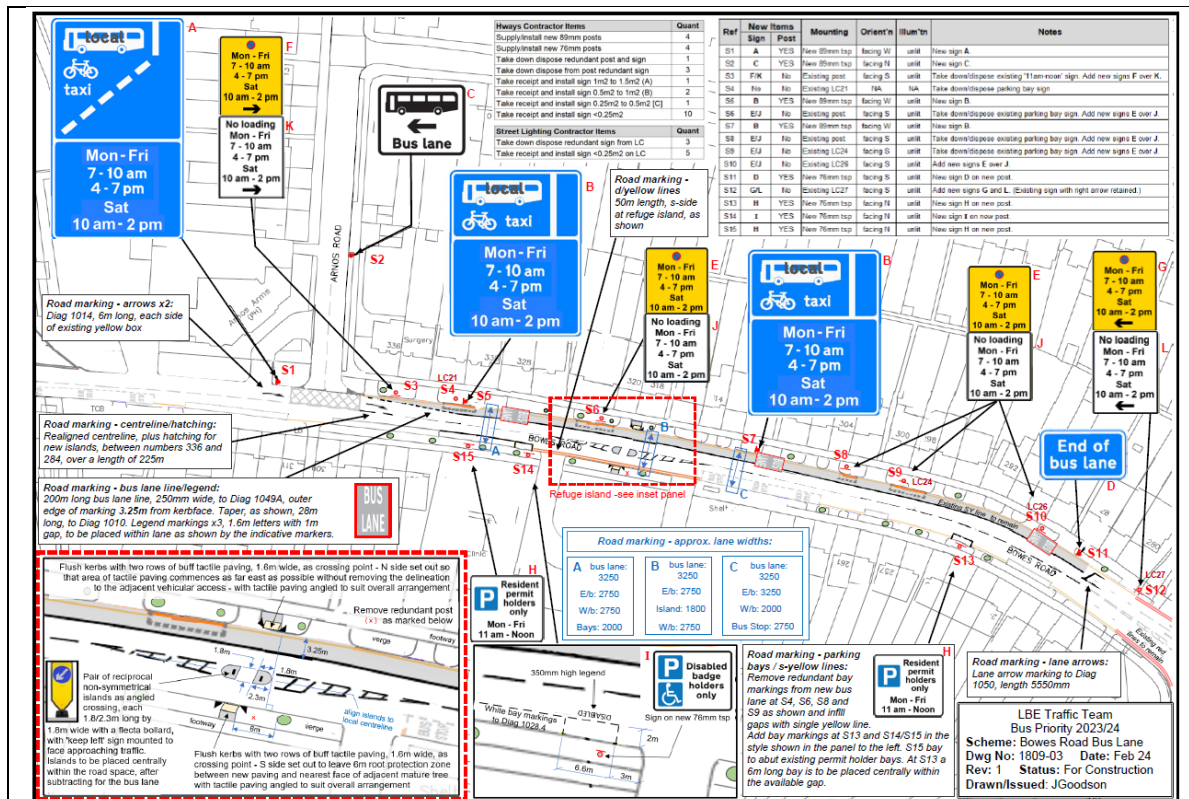 local
taxi
Mon - Fri
7 - 10 am
4 - 7 pm
Sat
10 am - 2 pm
A
Mon - Fri
7 - 10 am
4 - 7 pm
Sat
10 am - 2 pm
F
No loading
Mon - Fri
7 - 10 am
4 - 7 pm
Sat
10 am - 2 pm
K
Bus lane
C
Hways Contractor Items Quant
Supply/install new 89mm posts 4
Supply/install new 76mm posts 4
Take down dispose redundant post and sign 1
Take down dispose from post redundant sign 3
Take receipt and install sign 1m2 to 1.5m2 (A) 1
Take receipt and install sign 0.5m2 to 1m2 (B) 2
Take receipt and install sign 0.25m2 to 0.5m2 [C] 1
Take receipt and install sign <0.25m2 10
Street Lighting Contractor Items Quant
Take down dispose redundant sign from LC 3
Take receipt and install sign <0.25m2 on LC 5
Ref New Items Mounting Orient'n Illum'tn Notes
Sign Post
S1 A YES New 89mm tsp facing W unlit New sign A.
S2 C YES New 89mm tsp facing N unlit New sign C.
S3 F/K No Existing post facing S unlit Take down/dispose existing '11am-noon' sign. Add new signs F over K.
S4 No No Existing LC21 NA NA Take down/dispose parking bay sign
S5 B YES New 89mm tsp facing W unlit New sign B.
S6 E/J No Existing post facing S unlit Take down/dispose existing parking bay sign. Add new signs E over J.
S7 B YES New 89mm tsp facing W unlit New sign B.
S8 E/J No Existing post facing S unlit Take down/dispose existing parking bay sign. Add new signs E over J.
S9 E/J No Existing LC24 facing S unlit Take down/dispose existing parking bay sign. Add new signs E over J.
S10 E/J No Existing LC26 facing S unlit Add new signs E over J.
S11 D YES New 76mm tsp facing S unlit New sign D on new post.
S12 G/L No Existing LC27 facing S unlit Add new signs G and L. (Existing sign with right arrow retained.)
S13 H YES New 76mm tsp facing N unlit New sign H on new post.
S14 I YES New 76mm tsp facing N unlit New sign I on new post.
S15 H YES New 76mm tsp facing N unlit New sign H on new post.
Road marking -
d/yellow lines
50m length, s-side
at refuge island, as
shown
local
taxi
Mon - Fri
7 - 10 am
4 - 7 pm
Sat
10 am - 2 pm
B
Mon - Fri
7 - 10 am
4 - 7 pm
Sat
10 am - 2 pm
E
No loading
Mon - Fri
7 - 10 am
4 - 7 pm
Sat
10 am - 2 pm
J
local
taxi
Mon - Fri
7 - 10 am
4 - 7 pm
Sat
10 am - 2 pm
B
Mon - Fri
7 - 10 am
4 - 7 pm
Sat
10 am - 2 pm
E
No loading
Mon - Fri
7 - 10 am
4 - 7 pm
Sat
10 am - 2 pm
J
Mon - Fri
7 - 10 am
4 - 7 pm
Sat
10 am - 2 pm
G
No loading
Mon - Fri
7 - 10 am
4 - 7 pm
Sat
10 am - 2 pm
L
End of
bus lane
D
ARNOS ROAD
S2
Arnos Arms
(PH)
Road marking - arrows x2:
Diag 1014, 6m long, each side
of existing yellow box
336
Surgery
330
328
320
318
14
304
300
298
292
280
S1
S3
LC21
S4
S5
S6
S7
S8
S9
LC24
LC26
S10
S11
LC27
S12
S13
S14
S15
A
B
C
TCB
LB
BOWES ROAD
BOWES ROAD
Shelter
Existing SY line to remain
Existing red
lines to remain
311
309
284
282
267
261
257
Clinic
Refuge island -see inset panel
Road marking - centreline/hatching:
Realigned centreline, plus hatching for
new islands, between numbers 336 and
284, over a length of 225m
Road marking - bus lane line/legend:
200m long bus lane line, 250mm wide, to Diag 1049A, outer
edge of marking 3.25m from kerbface. Taper, as shown, 28m
long, to Diag 1010. Legend markings x3, 1.6m letters with 1m
gap, to be placed within lane as shown by the indicative markers.
BUS
LANE
Road marking - approx. lane widths:
A bus lane:
3250
E/b: 2750
W/b: 2750
Bays: 2000
B bus lane:
3250
E/b: 2750
Island: 1800
W/b: 2750
C bus lane:
3250
E/b: 3250
W/b: 2000
Bus Stop: 2750
Flush kerbs with two rows of buff tactile paving, 1.6m wide, as crossing point - N side set out so
that area of tactile paving commences as far east as possible without removing the delineation
to the adjacent vehicular access - with tactile paving angled to suit overall arrangement
Remove redundant post
(x) as marked below
verge
footway
3.25m
1.8m
1.8m
2.3m
align islands to
local centreline
footway
6m
x
verge
Pair of reciprocal
non-symmetrical
islands as angled
crossing, each
1.8/2.3m long by
1.8m wide with a flecta bollard,
with 'keep left' sign mounted to
face approaching traffic.
Islands to be placed centrally
within the road space, after
subtracting for the bus lane
Flush kerbs with two rows of buff tactile paving, 1.6m wide, as
crossing point - S side set out to leave 6m root protection zone
between new paving and nearest face of adjacent mature tree
with tactile paving angled to suit overall arrangement
H
P
Resident
permit
holders
only
Mon - Fri
11 am - Noon
I
P
Disabled
badge
holders
only
350mm high legend
Sign on new 76mm tsp
White bay markings
to Diag 1028.4
DISABLED
2m
6.6m
3m
Road marking - parking
bays / s-yellow lines:
Remove redundant bay
markings from new bus
lane at S4, S6, S8 and
S9 as shown and infill
gaps with single yellow line.
Add bay markings at S13 and S14/S15 in the
style shown in the panel to the left. S15 bay
to abut existing permit holder bays. At S13 a
6m long bay is to be placed centrally within
the available gap.
H
P
Resident
permit
holders
only
Mon - Fri
11 am - Noon
Road marking - lane arrows:
Lane arrow marking to Diag
1050, length 5550mm
LBE Traffic Team
Bus Priority 2023/24
Scheme: Bowes Road Bus Lane
Dwg No: 1809-03 Date: Feb 24
Rev: 1 Status: For Construction
Drawn/Issued: JGoodson